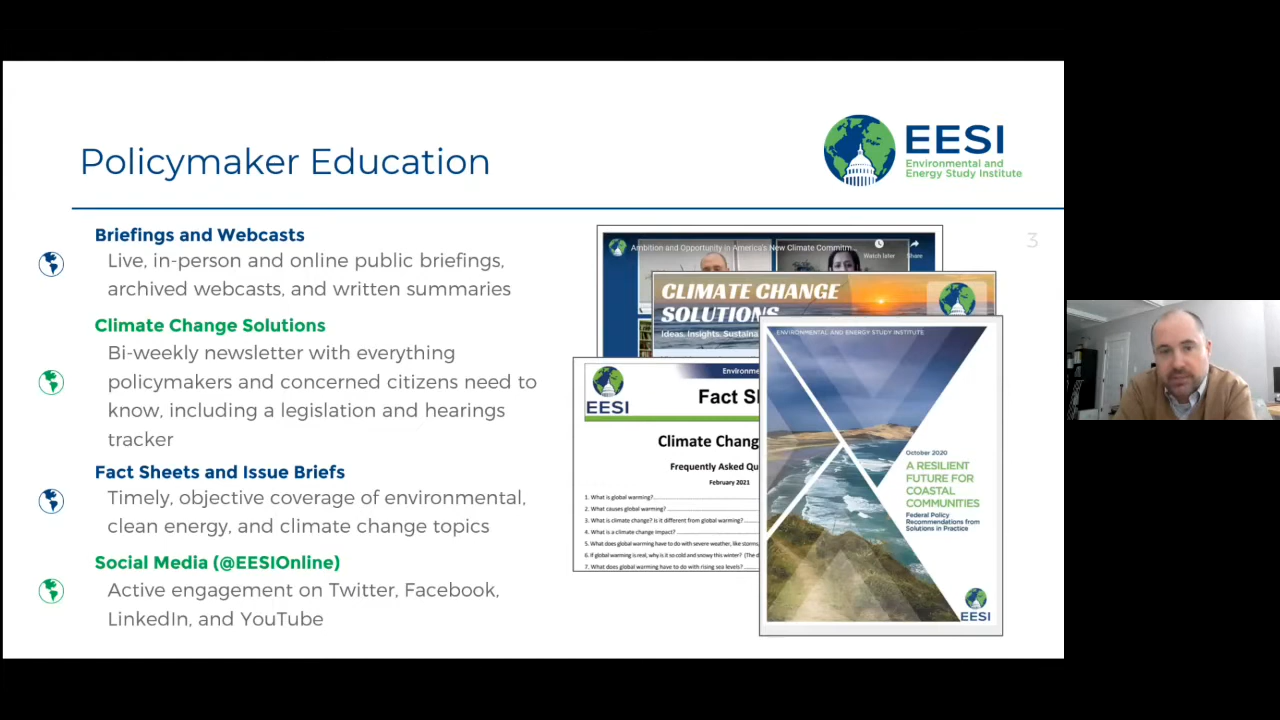 Policymaker Education
EESI
Environmental and
Energy Study Institute
3
Briefings and Webcasts
Live, in-person and online public briefings,
archived webcasts, and written summaries
Climate Change Solutions
Bi-weekly newsletter with everything
policymakers and concerned citizens need to
know, including a legislation and hearings
tracker
Fact Sheets and Issue Briefs
Timely, objective coverage of environmental,
clean energy, and climate change topics
Social Media (@EESIOnline)
Active engagement on Twitter, Facebook,
LinkedIn, and YouTube
Ambition and Opportunity in America's New Climate Commitm...
Watch later
Share
CLIMATE CHANGE
SOLUTIONS
Ideas. Insights. Sustaina
EESI
Environme
Fact S
Climate Chang
Frequently Asked Qu
February 2021
1. What is global warming?
2. What causes global warming?
3. What is climate change? Is it different from global warming?
4. What is a climate change impact?
5. What does global warming have to do with severe weather, like storms,
6. If global warming is real, why is it so cold and snowy this winter? (The d
7. What does global warming have to do with rising sea levels?
ENVIRONMENTAL AND ENERGY STUDY INSTITUTE
October 2020
A RESILIENT
FUTURE FOR
COASTAL
COMMUNITIES
Federal Policy
Recommendations from
Solutions in Practice
EESI